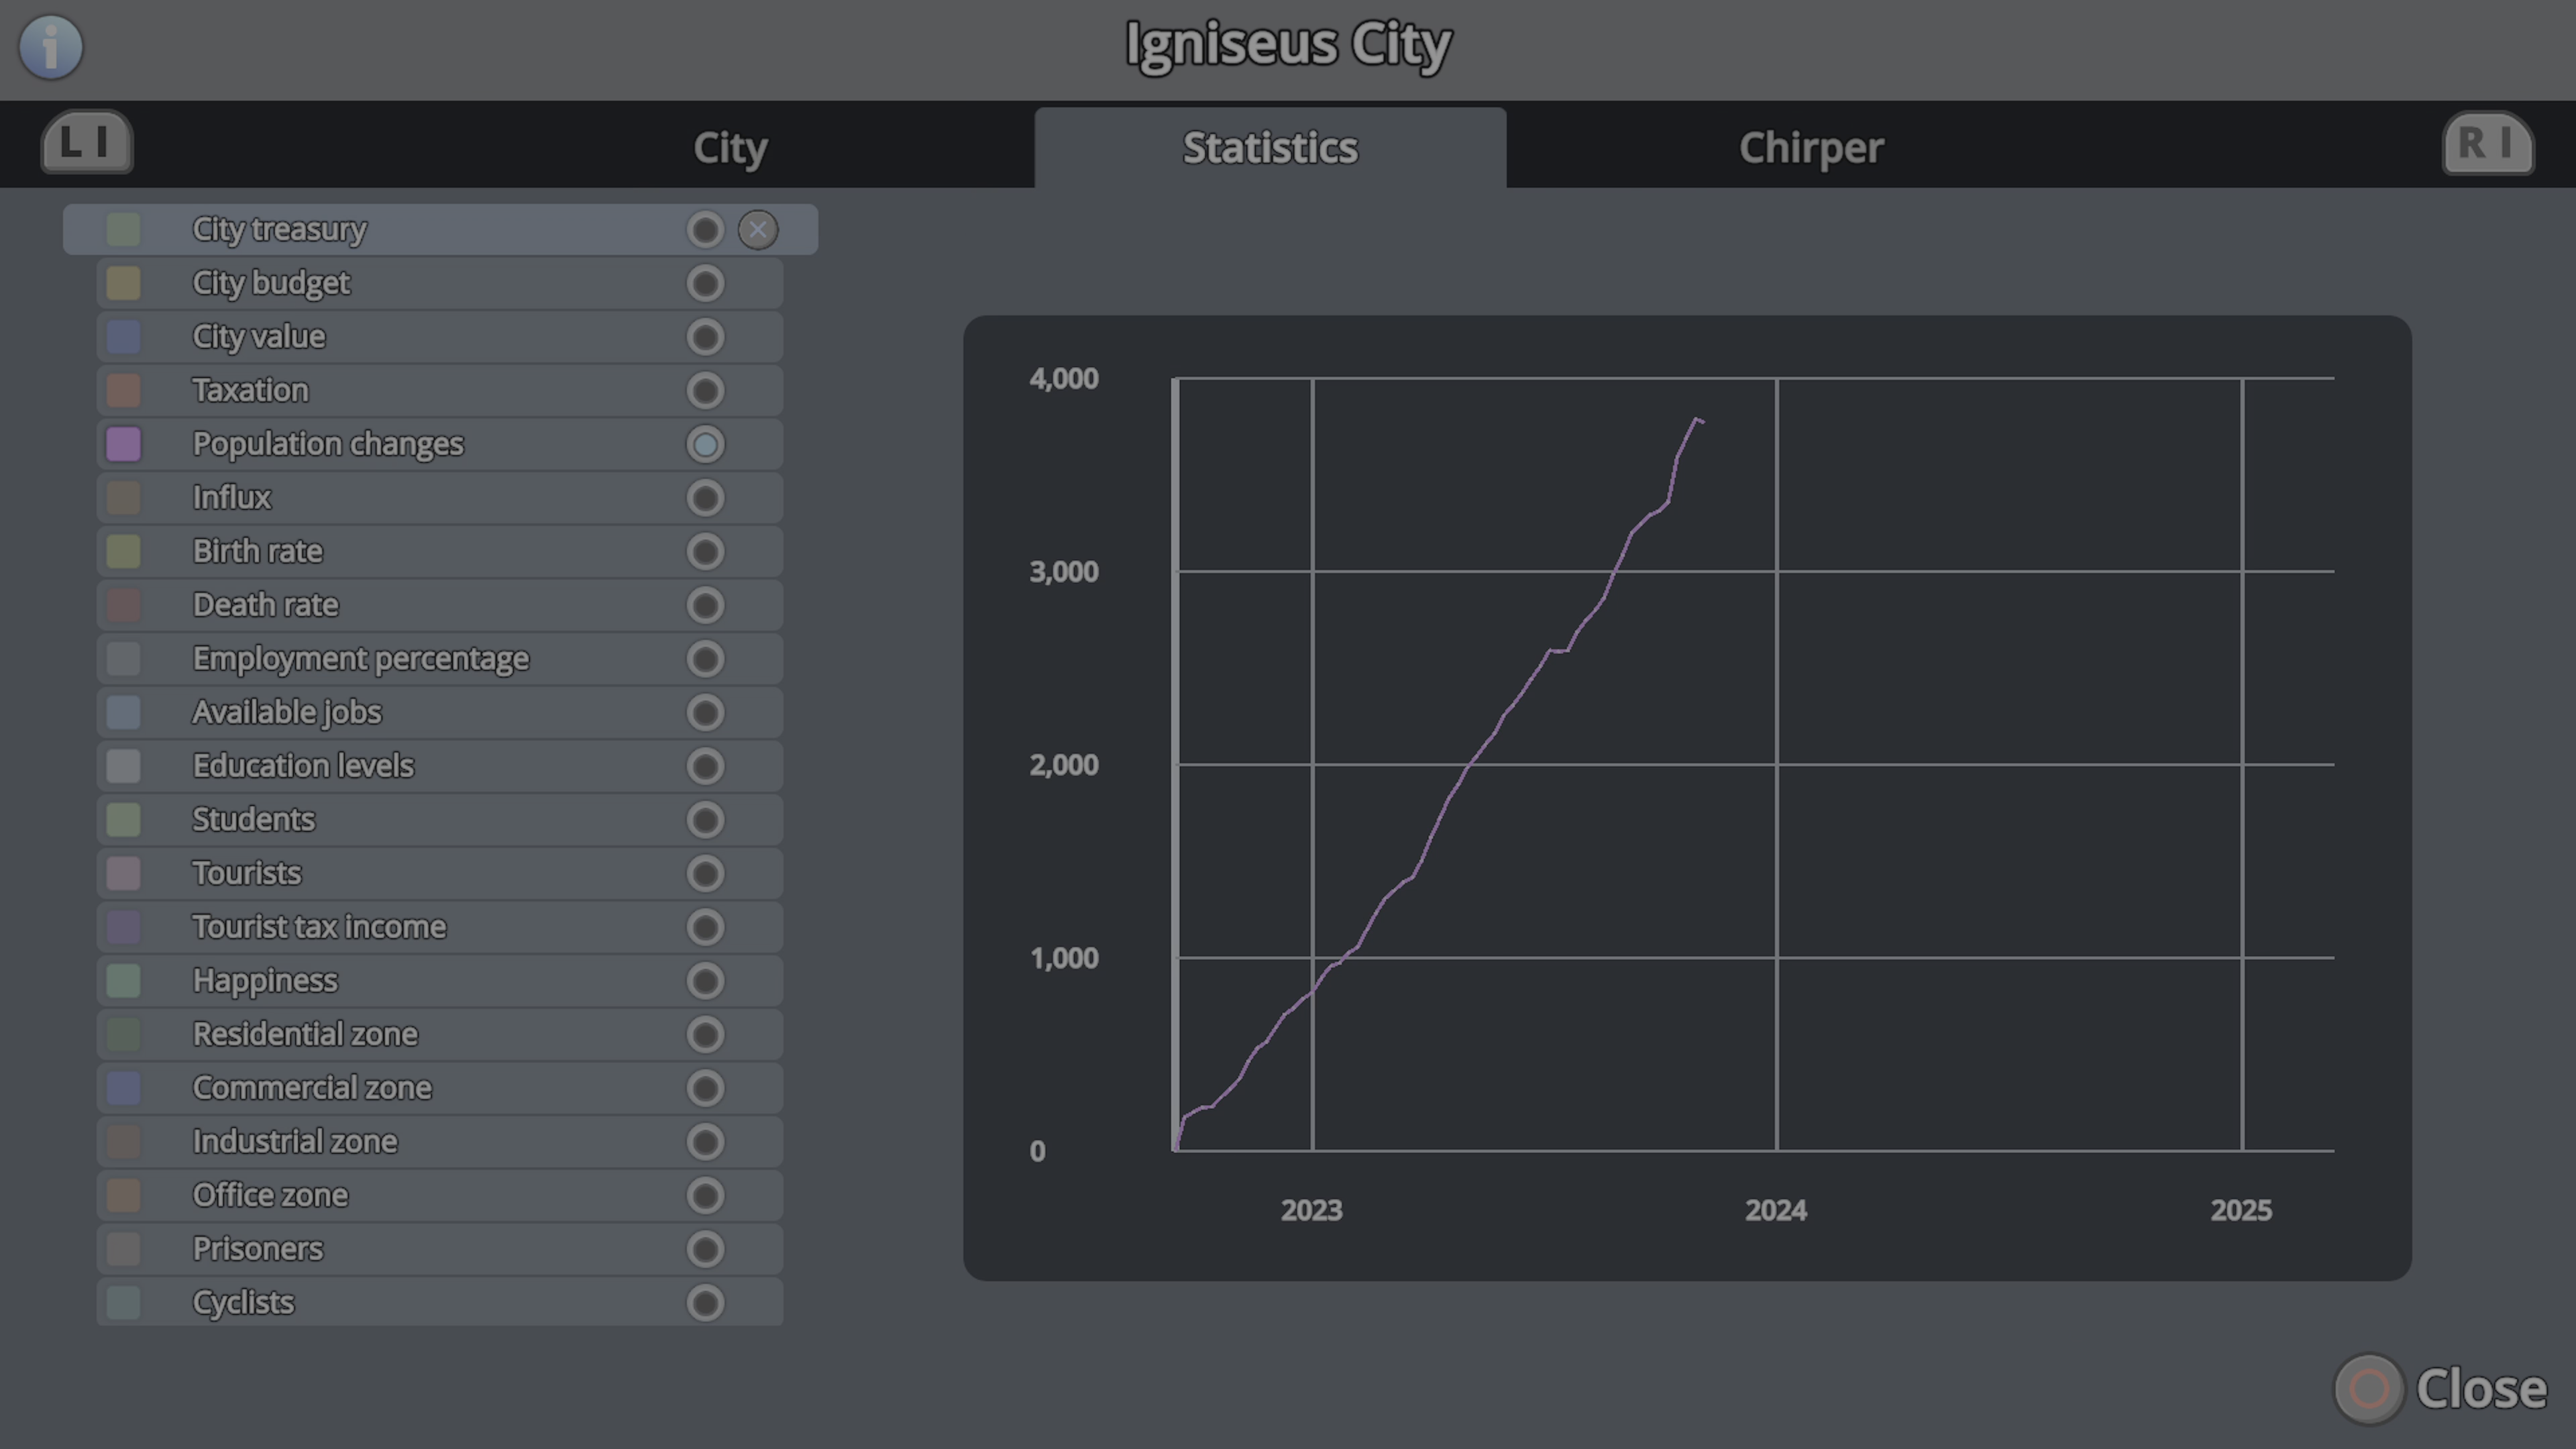 Igniseus City
L1
City
Statistics
Chirper
R1
City treasury
City budget
City value
Taxation
Population changes
Influx
Birth rate
Death rate
Employment percentage
Available jobs
Education levels
Students
Tourists
Tourist tax income
Happiness
Residential zone
Commercial zone
Industrial zone
Office zone
Prisoners
Cyclists
4,000
3,000
2,000
1,000
0
2023
2024
2025
Close